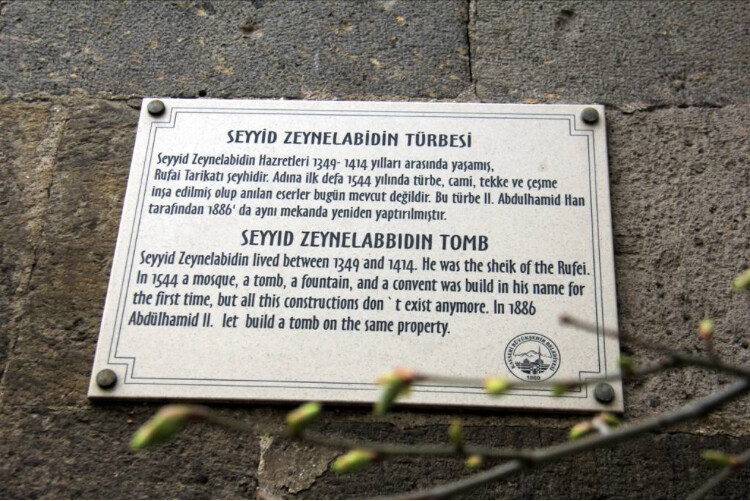 SEYYİD ZEYNELABİDİN TÜRBESİ
Seyyid Zeynelabidin Hazretleri 1349- 1414 yılları arasında yaşamış,
Rufai Tarikatı şeyhidir. Adına ilk defa 1544 yılında türbe, cami, tekke ve çeşme
inşa edilmiş olup anılan eserler bugün mevcut değildir. Bu türbe II. Abdulhamid Han
tarafından 1886' da aynı mekanda yeniden yaptırılmıştır.
SEYYID ZEYNELABBIDIN TOMB
Seyyid Zeynelabidin lived between 1349 and 1414. He was the sheik of the Rufei.
In 1544 a mosque, a tomb, a fountain, and a convent was build in his name for
the first time, but all this constructions don ` t exist anymore. In 1886
Abdülhamid II. let build a tomb on the same property.
KAYSERİ BÜYÜKŞEHİR BELEDİYESİ
1869